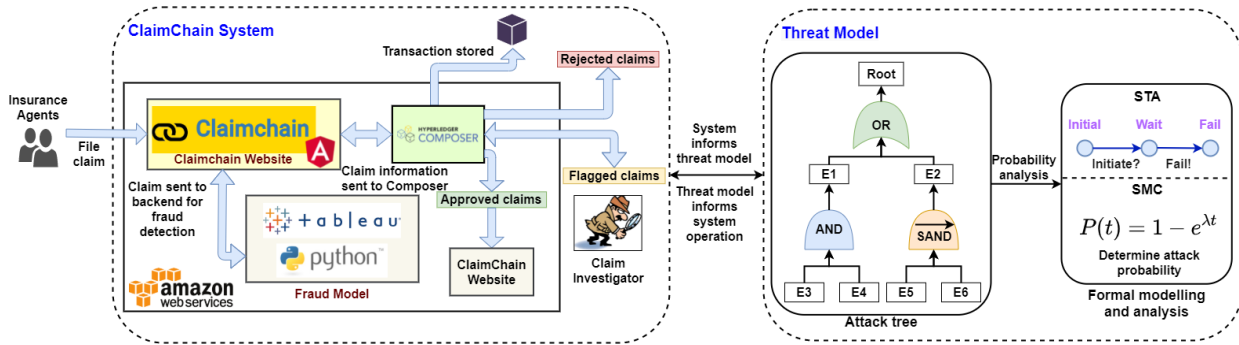 ClaimChain System
Transaction stored
Rejected claims
Insurance
Agents
File
claim
Claimchain
Claimchain Website
HYPERLEDGER
COMPOSER
Claim information
sent to Composer
Flagged claims
Claim sent to
backend for
fraud
detection
Approved claims
+ a b l e a u
python™
Fraud Model
ClaimChain
Website
Claim
Investigator
amazon
web services
System
informs
threat model
Threat model
informs
system
operation
Threat Model
Root
OR
E1
E2
AND
SAND
E3
E4
E5
E6
Attack tree
Probability
analysis
STA
Initial
Wait
Fail
Initiate?
Fail!
SMC
P(t) = 1 − e^{λt}
Determine attack
probability
Formal modelling
and analysis